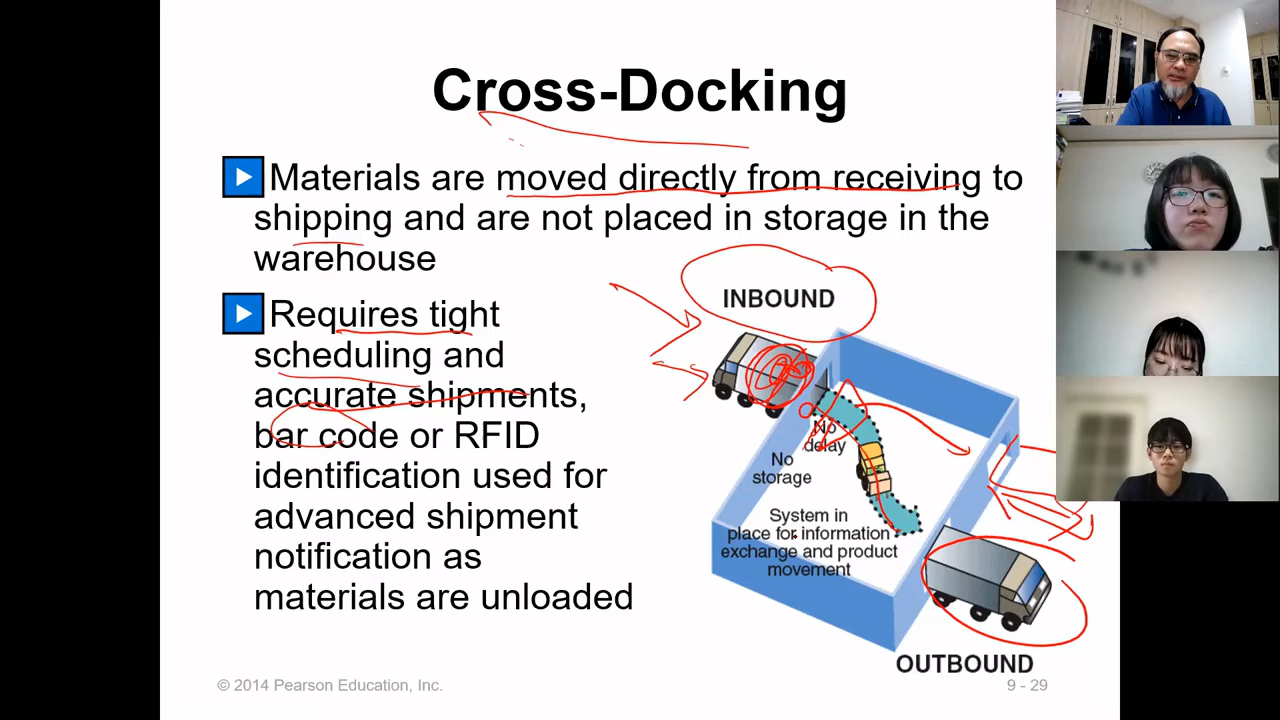 Cross-Docking
Materials are moved directly from receiving to
shipping and are not placed in storage in the
warehouse
Requires tight
scheduling and
accurate shipments,
bar code or RFID
identification used for
advanced shipment
notification as
materials are unloaded
INBOUND
No
delay
No
storage
System in
place for information
exchange and product
movement
OUTBOUND
© 2014 Pearson Education, Inc.
9 - 29